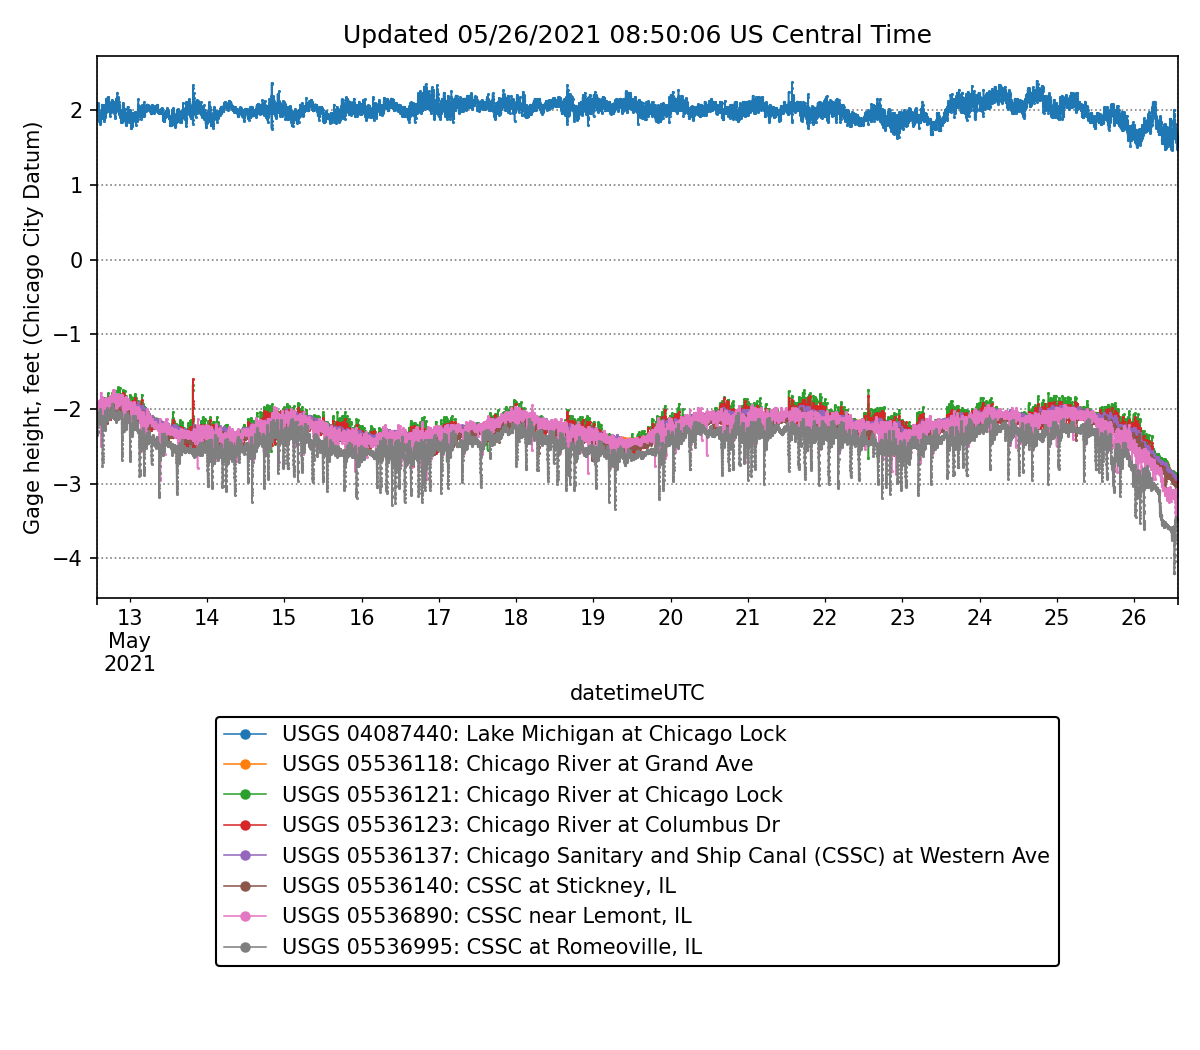 Updated 05/26/2021 08:50:06 US Central Time
Gage height, feet (Chicago City Datum)
2
1
0
−1
−2
−3
−4
13 14 15 16 17 18 19 20 21 22 23 24 25 26
May
2021
datetimeUTC
USGS 04087440: Lake Michigan at Chicago Lock
USGS 05536118: Chicago River at Grand Ave
USGS 05536121: Chicago River at Chicago Lock
USGS 05536123: Chicago River at Columbus Dr
USGS 05536137: Chicago Sanitary and Ship Canal (CSSC) at Western Ave
USGS 05536140: CSSC at Stickney, IL
USGS 05536890: CSSC near Lemont, IL
USGS 05536995: CSSC at Romeoville, IL